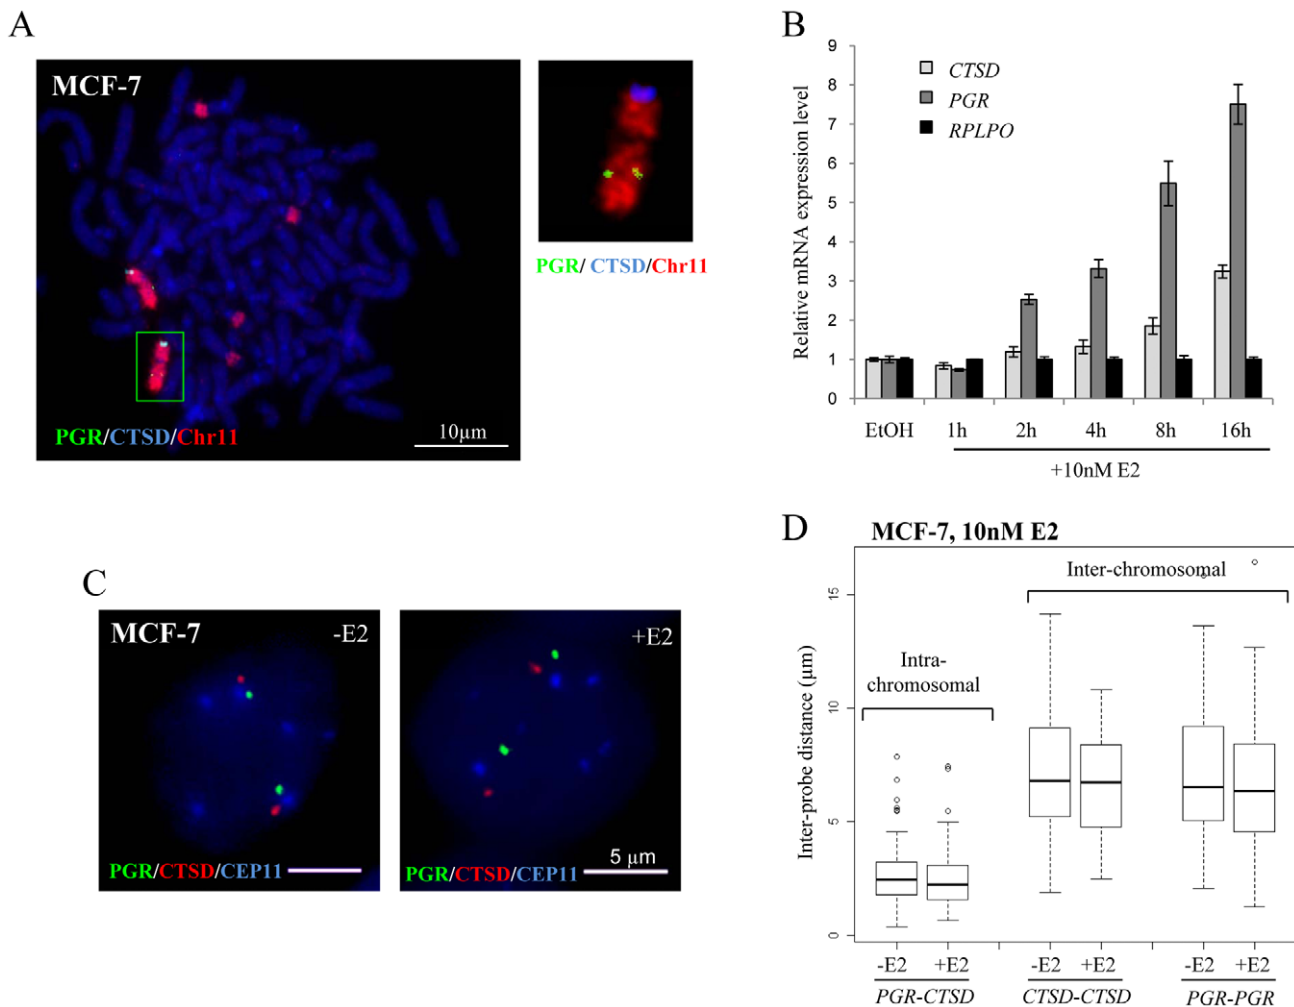 A
MCF-7
PGR/CTSD/Chr11
10µm
PGR/ CTSD/Chr11
B
Relative mRNA expression level
9
8
7
6
5
4
3
2
1
0
CTSD
PGR
RPLPO
EtOH 1h 2h 4h 8h 16h
+10nM E2
C
MCF-7 -E2
PGR/CTSD/CEP11
+E2
PGR/CTSD/CEP11
5 µm
D
MCF-7, 10nM E2
Inter-probe distance (µm)
15
10
5
0
Intra-
chromosomal
Inter-chromosomal
-E2 +E2 -E2 +E2 -E2 +E2
PGR-CTSD CTSD-CTSD PGR-PGR